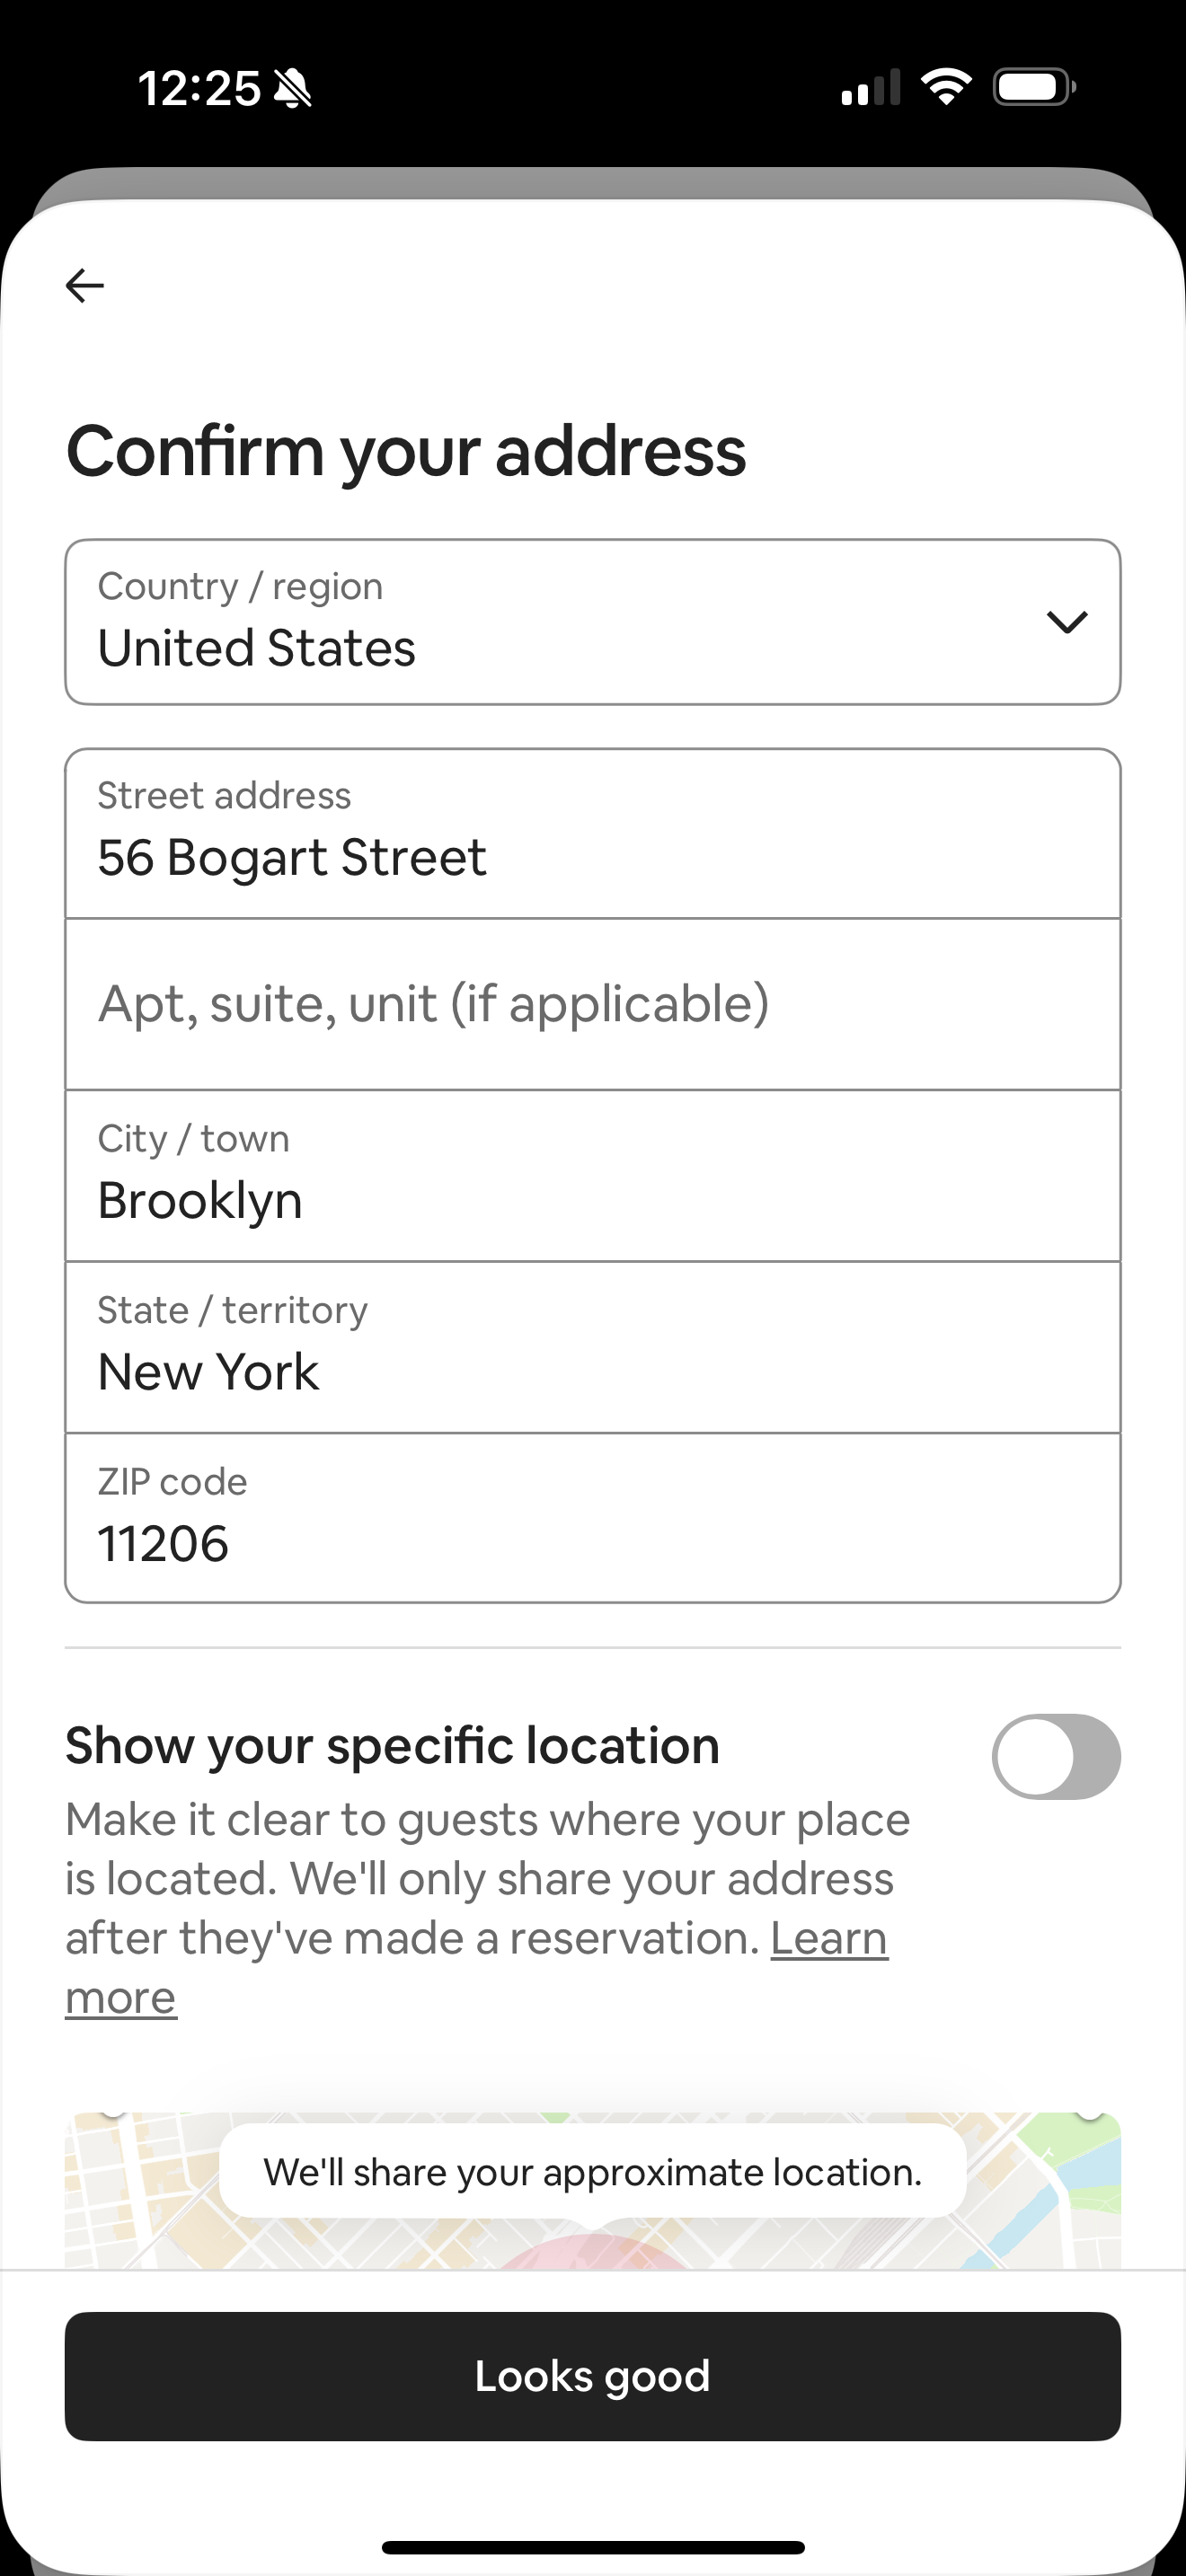 12:25
Confirm your address
Country / region
United States
Street address
56 Bogart Street
Apt, suite, unit (if applicable)
City / town
Brooklyn
State / territory
New York
ZIP code
11206
Show your specific location
Make it clear to guests where your place
is located. We'll only share your address
after they've made a reservation. Learn
more
We'll share your approximate location.
Looks good